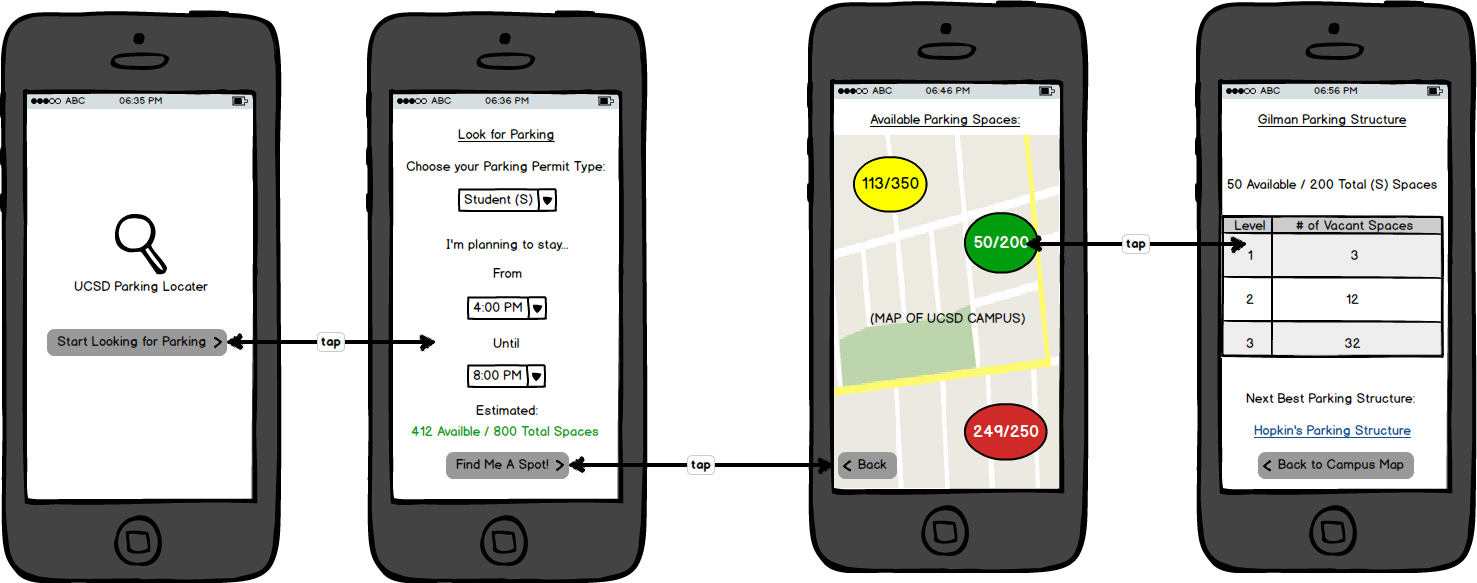 ABC 06:35 PM
UCSD Parking Locater
Start Looking for Parking >
tap
ABC 06:36 PM
Look for Parking
Choose your Parking Permit Type:
Student (S)
I'm planning to stay...
From
4:00 PM
Until
8:00 PM
Estimated:
412 Availble / 800 Total Spaces
Find Me A Spot! >
tap
ABC 06:46 PM
Available Parking Spaces:
113/350
50/200
(MAP OF UCSD CAMPUS)
249/250
< Back
tap
ABC 06:56 PM
Gilman Parking Structure
50 Available / 200 Total (S) Spaces
Level # of Vacant Spaces
1 3
2 12
3 32
Next Best Parking Structure:
Hopkin's Parking Structure
< Back to Campus Map